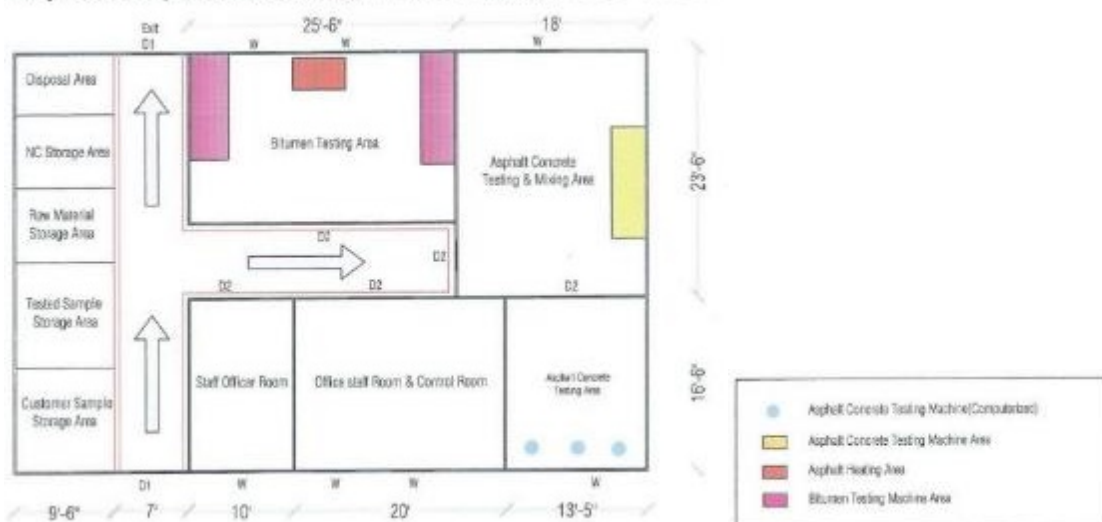 Exit
D1
25'-6"
18'
W
W
W
Disposal Area
NC Storage Area
Raw Material
Storage Area
Tested Sample
Storage Area
Customer Sample
Storage Area
Bitumen Testing Area
Asphalt Concrete
Testing & Mixing Area
23'-6"
D2
D2
D2
D2
D2
Staff Officer Room
Office staff Room & Control Room
Asphalt Concrete
Testing Area
16'-6"
D1
W
W
W
W
9'-6"
7'
10'
20'
13'-5"
Asphalt Concrete Testing Machine(Computerized)
Asphalt Concrete Testing Machine Area
Asphalt Heating Area
Bitumen Testing Machine Area